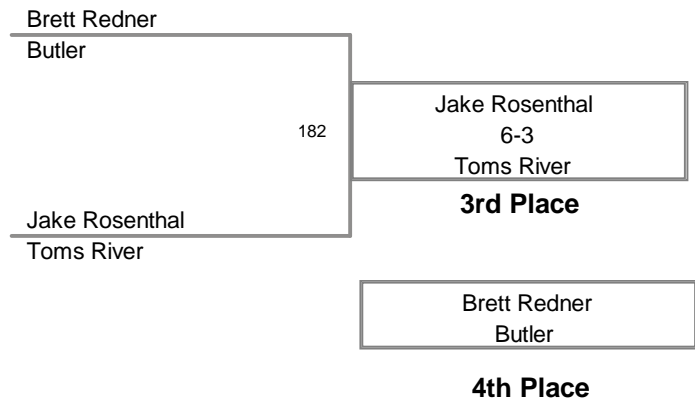 Brett Redner
Butler
182
Jake Rosenthal
6-3
Toms River
3rd Place
Jake Rosenthal
Toms River
Brett Redner
Butler
4th Place